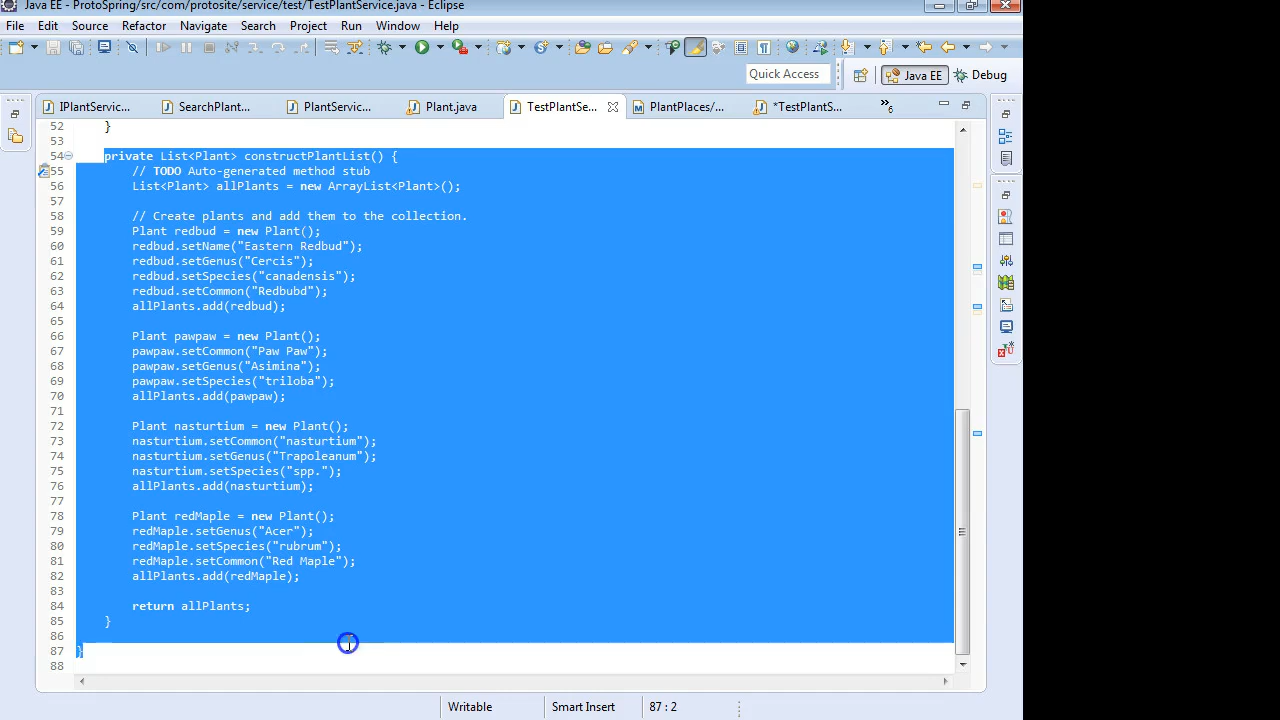 Java EE - ProtoSpring/src/com/protosite/service/test/TestPlantService.java - Eclipse
File Edit Source Refactor Navigate Search Project Run Window Help
Quick Access Java EE Debug
IPlantServic... SearchPlant... PlantServic... Plant.java TestPlantSe... PlantPlaces/... *TestPlantS... »6
52 }
53
54 private List<Plant> constructPlantList() {
55 // TODO Auto-generated method stub
56 List<Plant> allPlants = new ArrayList<Plant>();
57
58 // Create plants and add them to the collection.
59 Plant redbud = new Plant();
60 redbud.setName("Eastern Redbud");
61 redbud.setGenus("Cercis");
62 redbud.setSpecies("canadensis");
63 redbud.setCommon("Redbubd");
64 allPlants.add(redbud);
65
66 Plant pawpaw = new Plant();
67 pawpaw.setCommon("Paw Paw");
68 pawpaw.setGenus("Asimina");
69 pawpaw.setSpecies("triloba");
70 allPlants.add(pawpaw);
71
72 Plant nasturtium = new Plant();
73 nasturtium.setCommon("nasturtium");
74 nasturtium.setGenus("Trapoleanum");
75 nasturtium.setSpecies("spp.");
76 allPlants.add(nasturtium);
77
78 Plant redMaple = new Plant();
79 redMaple.setGenus("Acer");
80 redMaple.setSpecies("rubrum");
81 redMaple.setCommon("Red Maple");
82 allPlants.add(redMaple);
83
84 return allPlants;
85 }
86
87 }
88
Writable Smart Insert 87 : 2